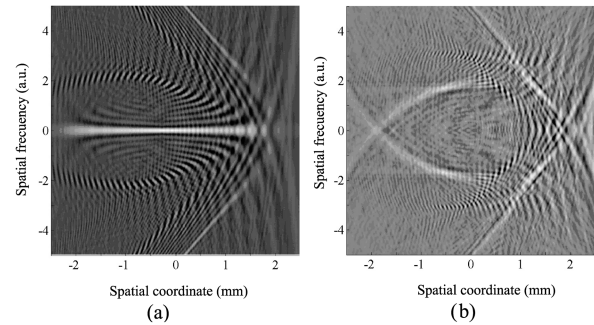 4
2
0
-2
-4
Spatial frecuency (a.u.)
-2 -1 0 1 2
Spatial coordinate (mm)
(a)
4
2
0
-2
-4
Spatial frecuency (a.u.)
-2 -1 0 1 2
Spatial coordinate (mm)
(b)